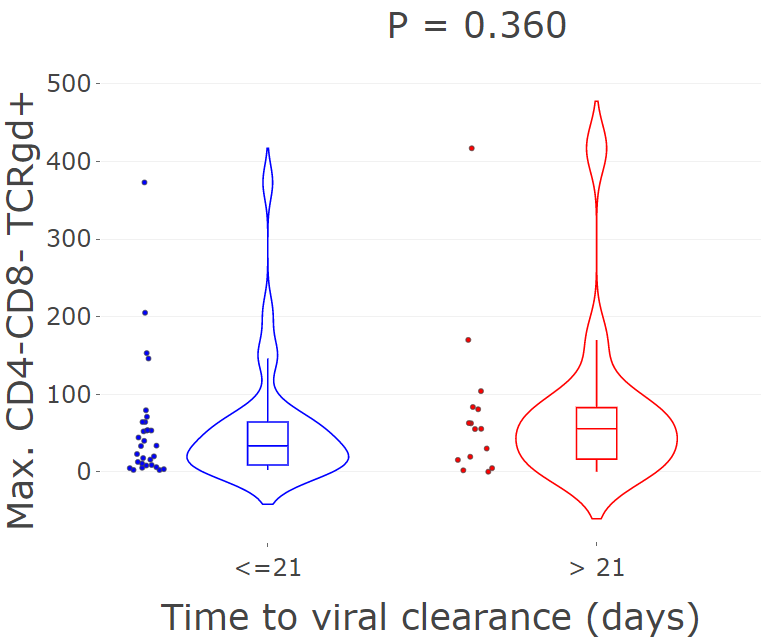 P = 0.360
Max. CD4-CD8- TCRgd+
500
400
300
200
100
0
<=21
> 21
Time to viral clearance (days)